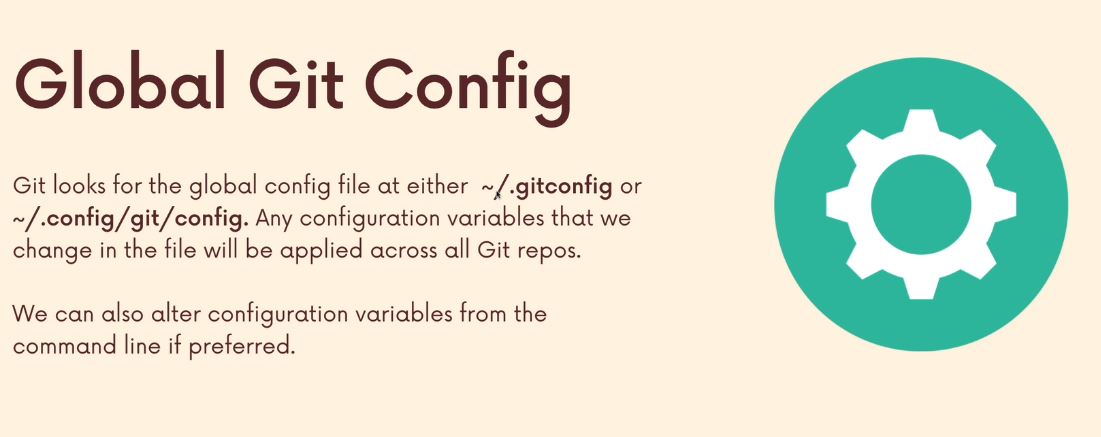 Global Git Config
Git looks for the global config file at either ~/.gitconfig or
~/.config/git/config. Any configuration variables that we
change in the file will be applied across all Git repos.
We can also alter configuration variables from the
command line if preferred.